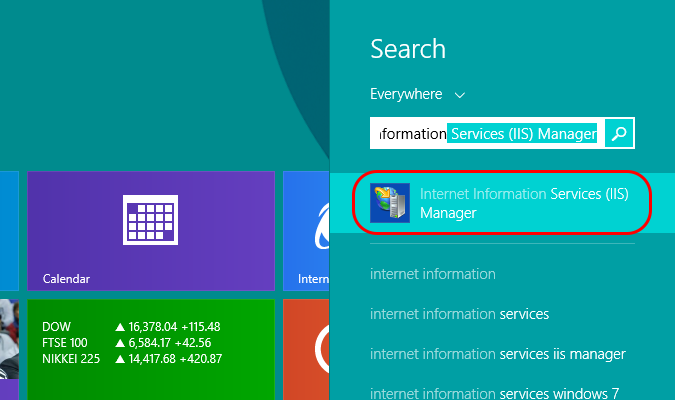 Search
Everywhere
nformation Services (IIS) Manager
Internet Information Services (IIS)
Manager
internet information
internet information services
internet information services iis manager
internet information services windows 7
Calendar
Intern
DOW ▲ 16,378.04 +115.48
FTSE 100 ▲ 6,584.17 +42.56
NIKKEI 225 ▲ 14,417.68 +420.87